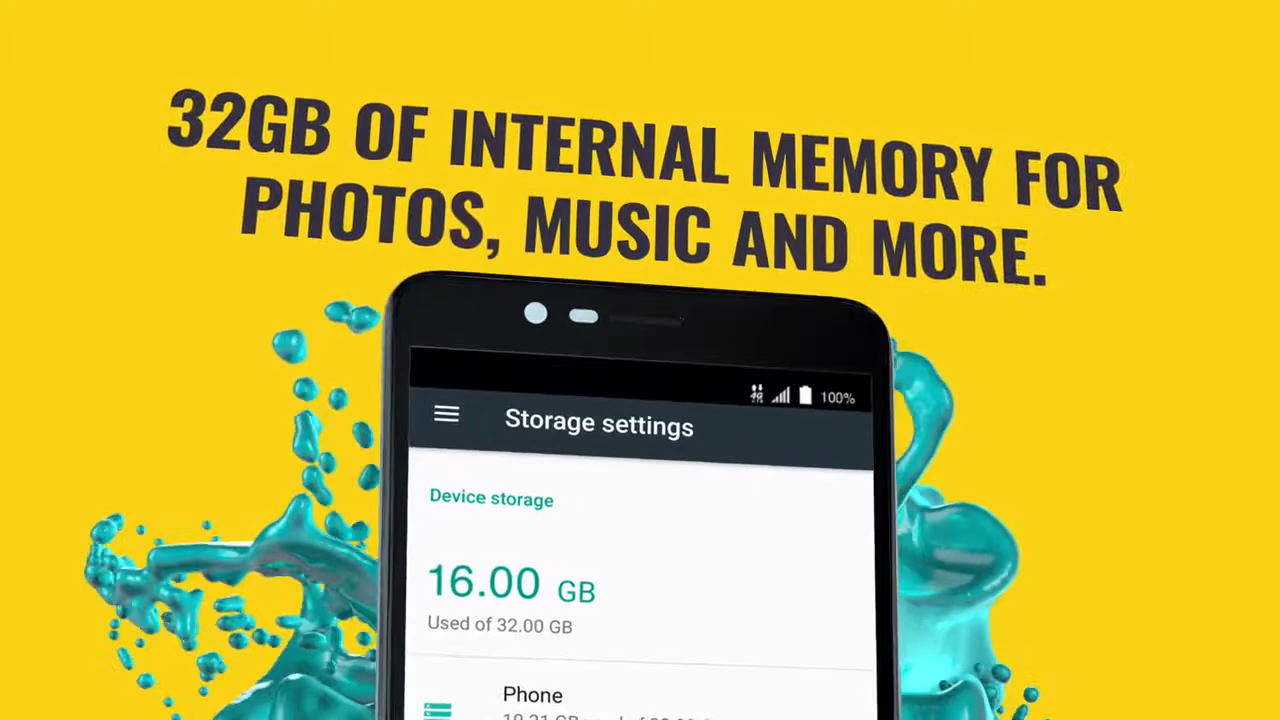 32GB OF INTERNAL MEMORY FOR
PHOTOS, MUSIC AND MORE.
4G 100%
Storage settings
Device storage
16.00 GB
Used of 32.00 GB
Phone